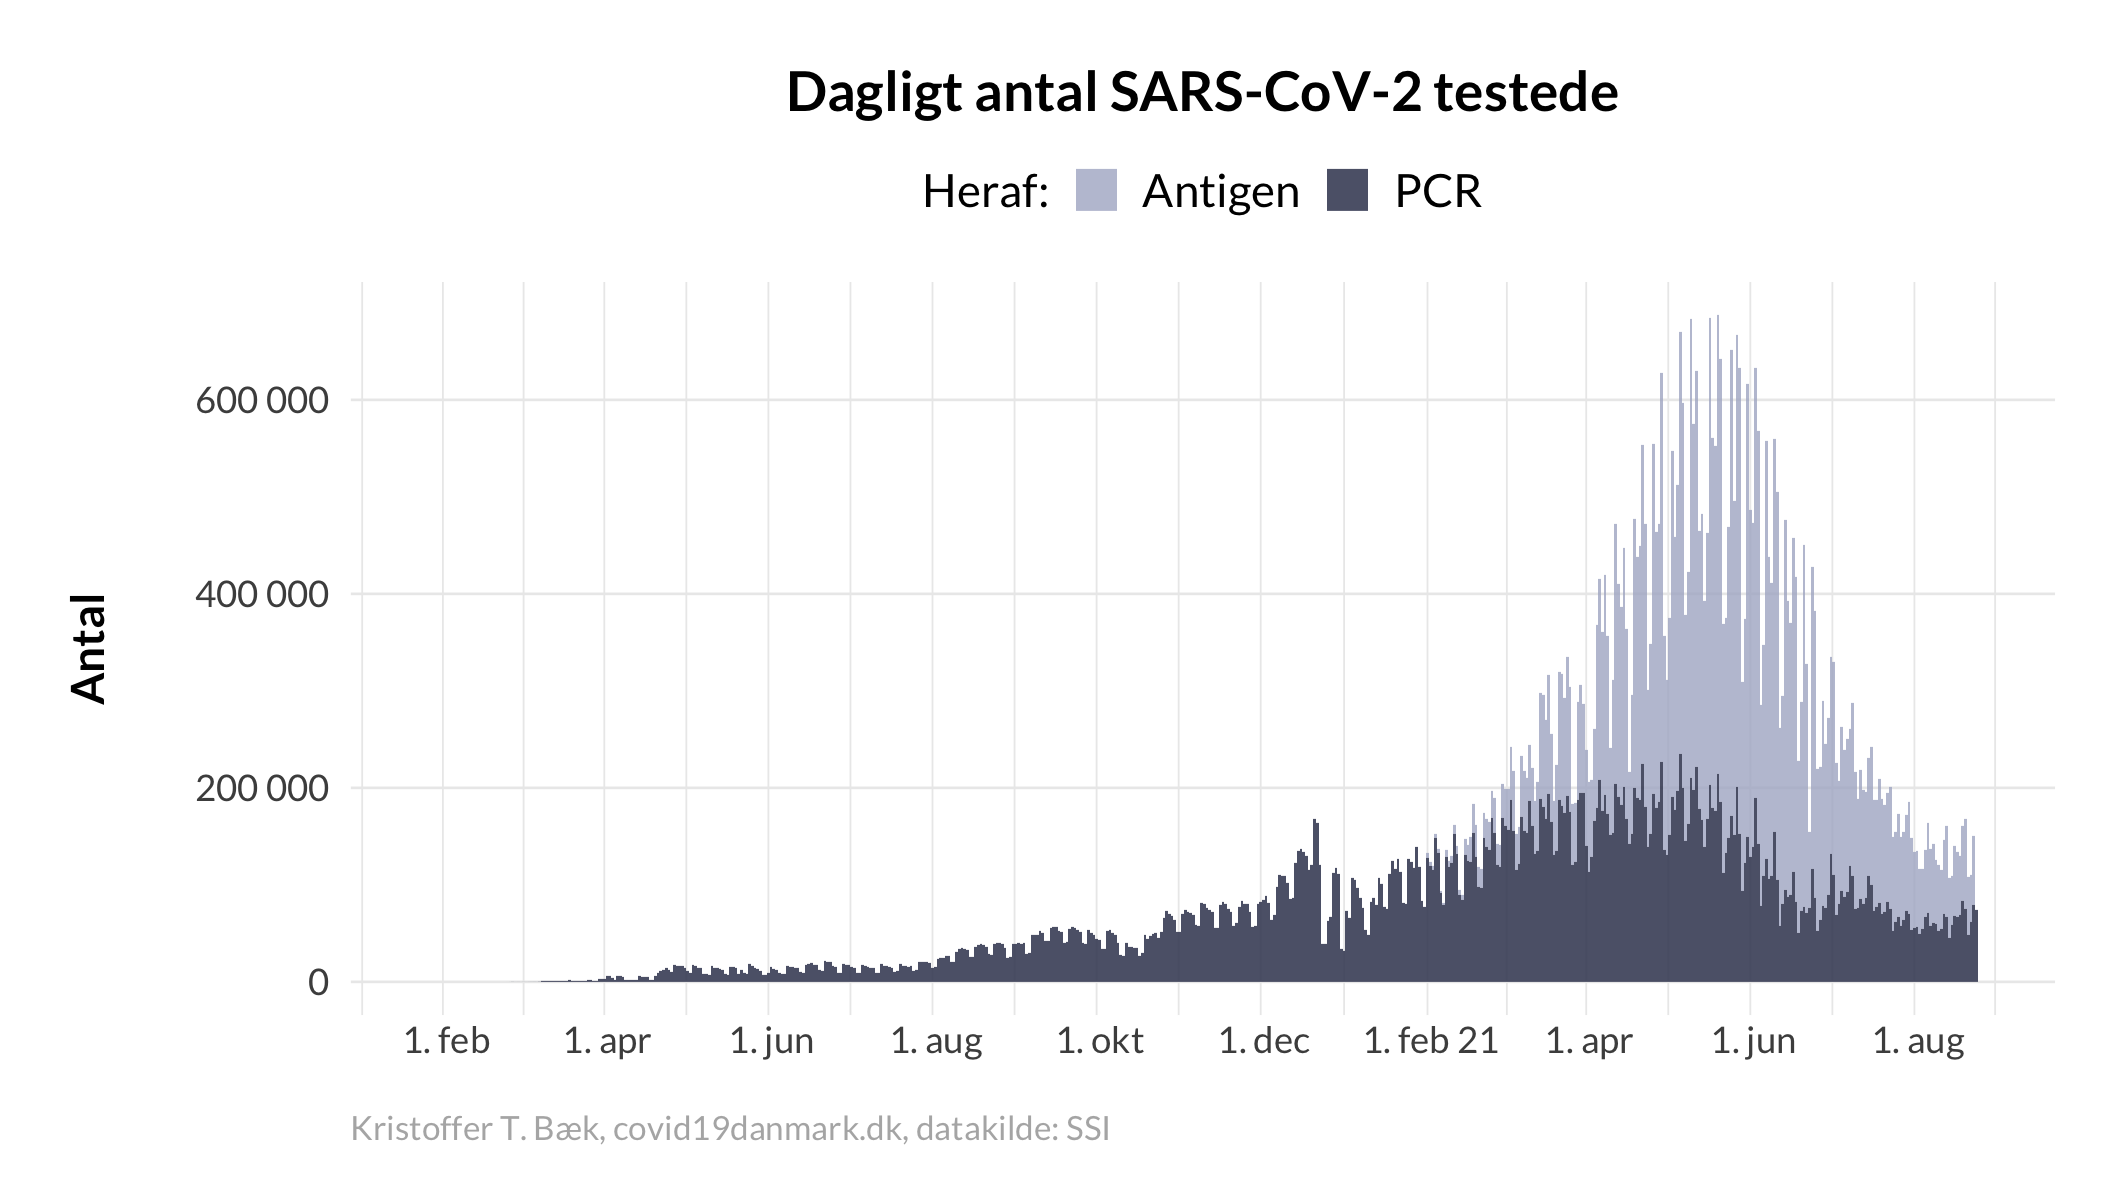 Dagligt antal SARS-CoV-2 testede
Heraf: Antigen PCR
Antal
600 000
400 000
200 000
0
1. feb 1. apr 1. jun 1. aug 1. okt 1. dec 1. feb 21 1. apr 1. jun 1. aug
Kristoffer T. Bæk, covid19danmark.dk, datakilde: SSI